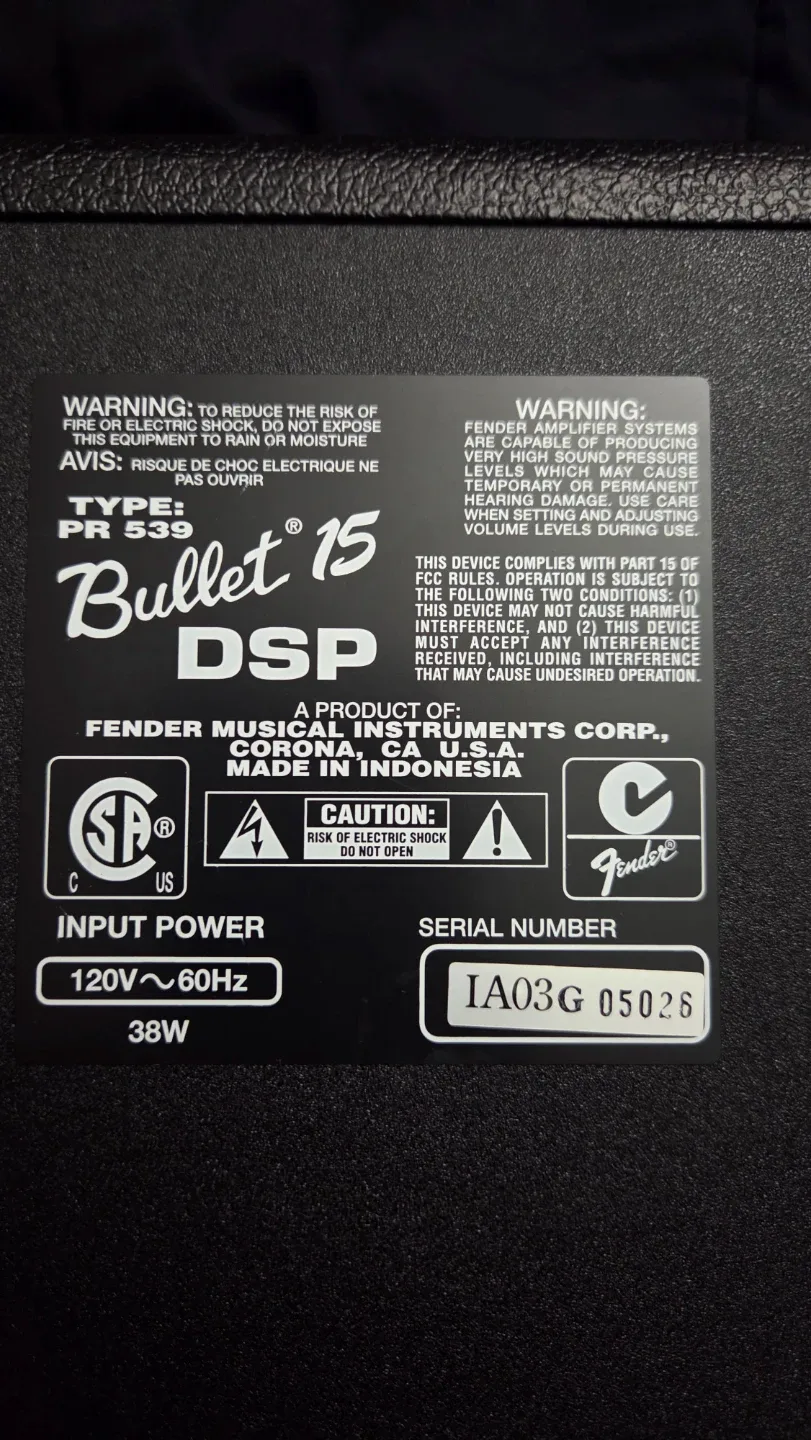 WARNING: TO REDUCE THE RISK OF
FIRE OR ELECTRIC SHOCK, DO NOT EXPOSE
THIS EQUIPMENT TO RAIN OR MOISTURE
AVIS: RISQUE DE CHOC ELECTRIQUE NE
PAS OUVRIR
TYPE:
PR 539
Bullet® 15
DSP
WARNING:
FENDER AMPLIFIER SYSTEMS
ARE CAPABLE OF PRODUCING
VERY HIGH SOUND PRESSURE
LEVELS WHICH MAY CAUSE
TEMPORARY OR PERMANENT
HEARING DAMAGE. USE CARE
WHEN SETTING AND ADJUSTING
VOLUME LEVELS DURING USE.
THIS DEVICE COMPLIES WITH PART 15 OF
FCC RULES. OPERATION IS SUBJECT TO
THE FOLLOWING TWO CONDITIONS: (1)
THIS DEVICE MAY NOT CAUSE HARMFUL
INTERFERENCE, AND (2) THIS DEVICE
MUST ACCEPT ANY INTERFERENCE
RECEIVED, INCLUDING INTERFERENCE
THAT MAY CAUSE UNDESIRED OPERATION.
A PRODUCT OF:
FENDER MUSICAL INSTRUMENTS CORP.,
CORONA, CA U.S.A.
MADE IN INDONESIA
CSA®
C US
CAUTION:
RISK OF ELECTRIC SHOCK
DO NOT OPEN
Fender®
INPUT POWER
120V~60Hz
38W
SERIAL NUMBER
IA03G 05026